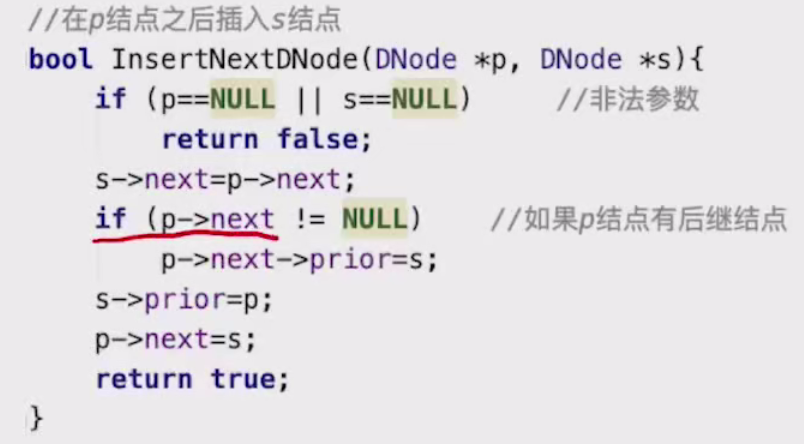 //在p结点之后插入s结点
bool InsertNextDNode(DNode *p, DNode *s){
    if (p==NULL || s==NULL)     //非法参数
        return false;
    s->next=p->next;
    if (p->next != NULL)    //如果p结点有后继结点
        p->next->prior=s;
    s->prior=p;
    p->next=s;
    return true;
}